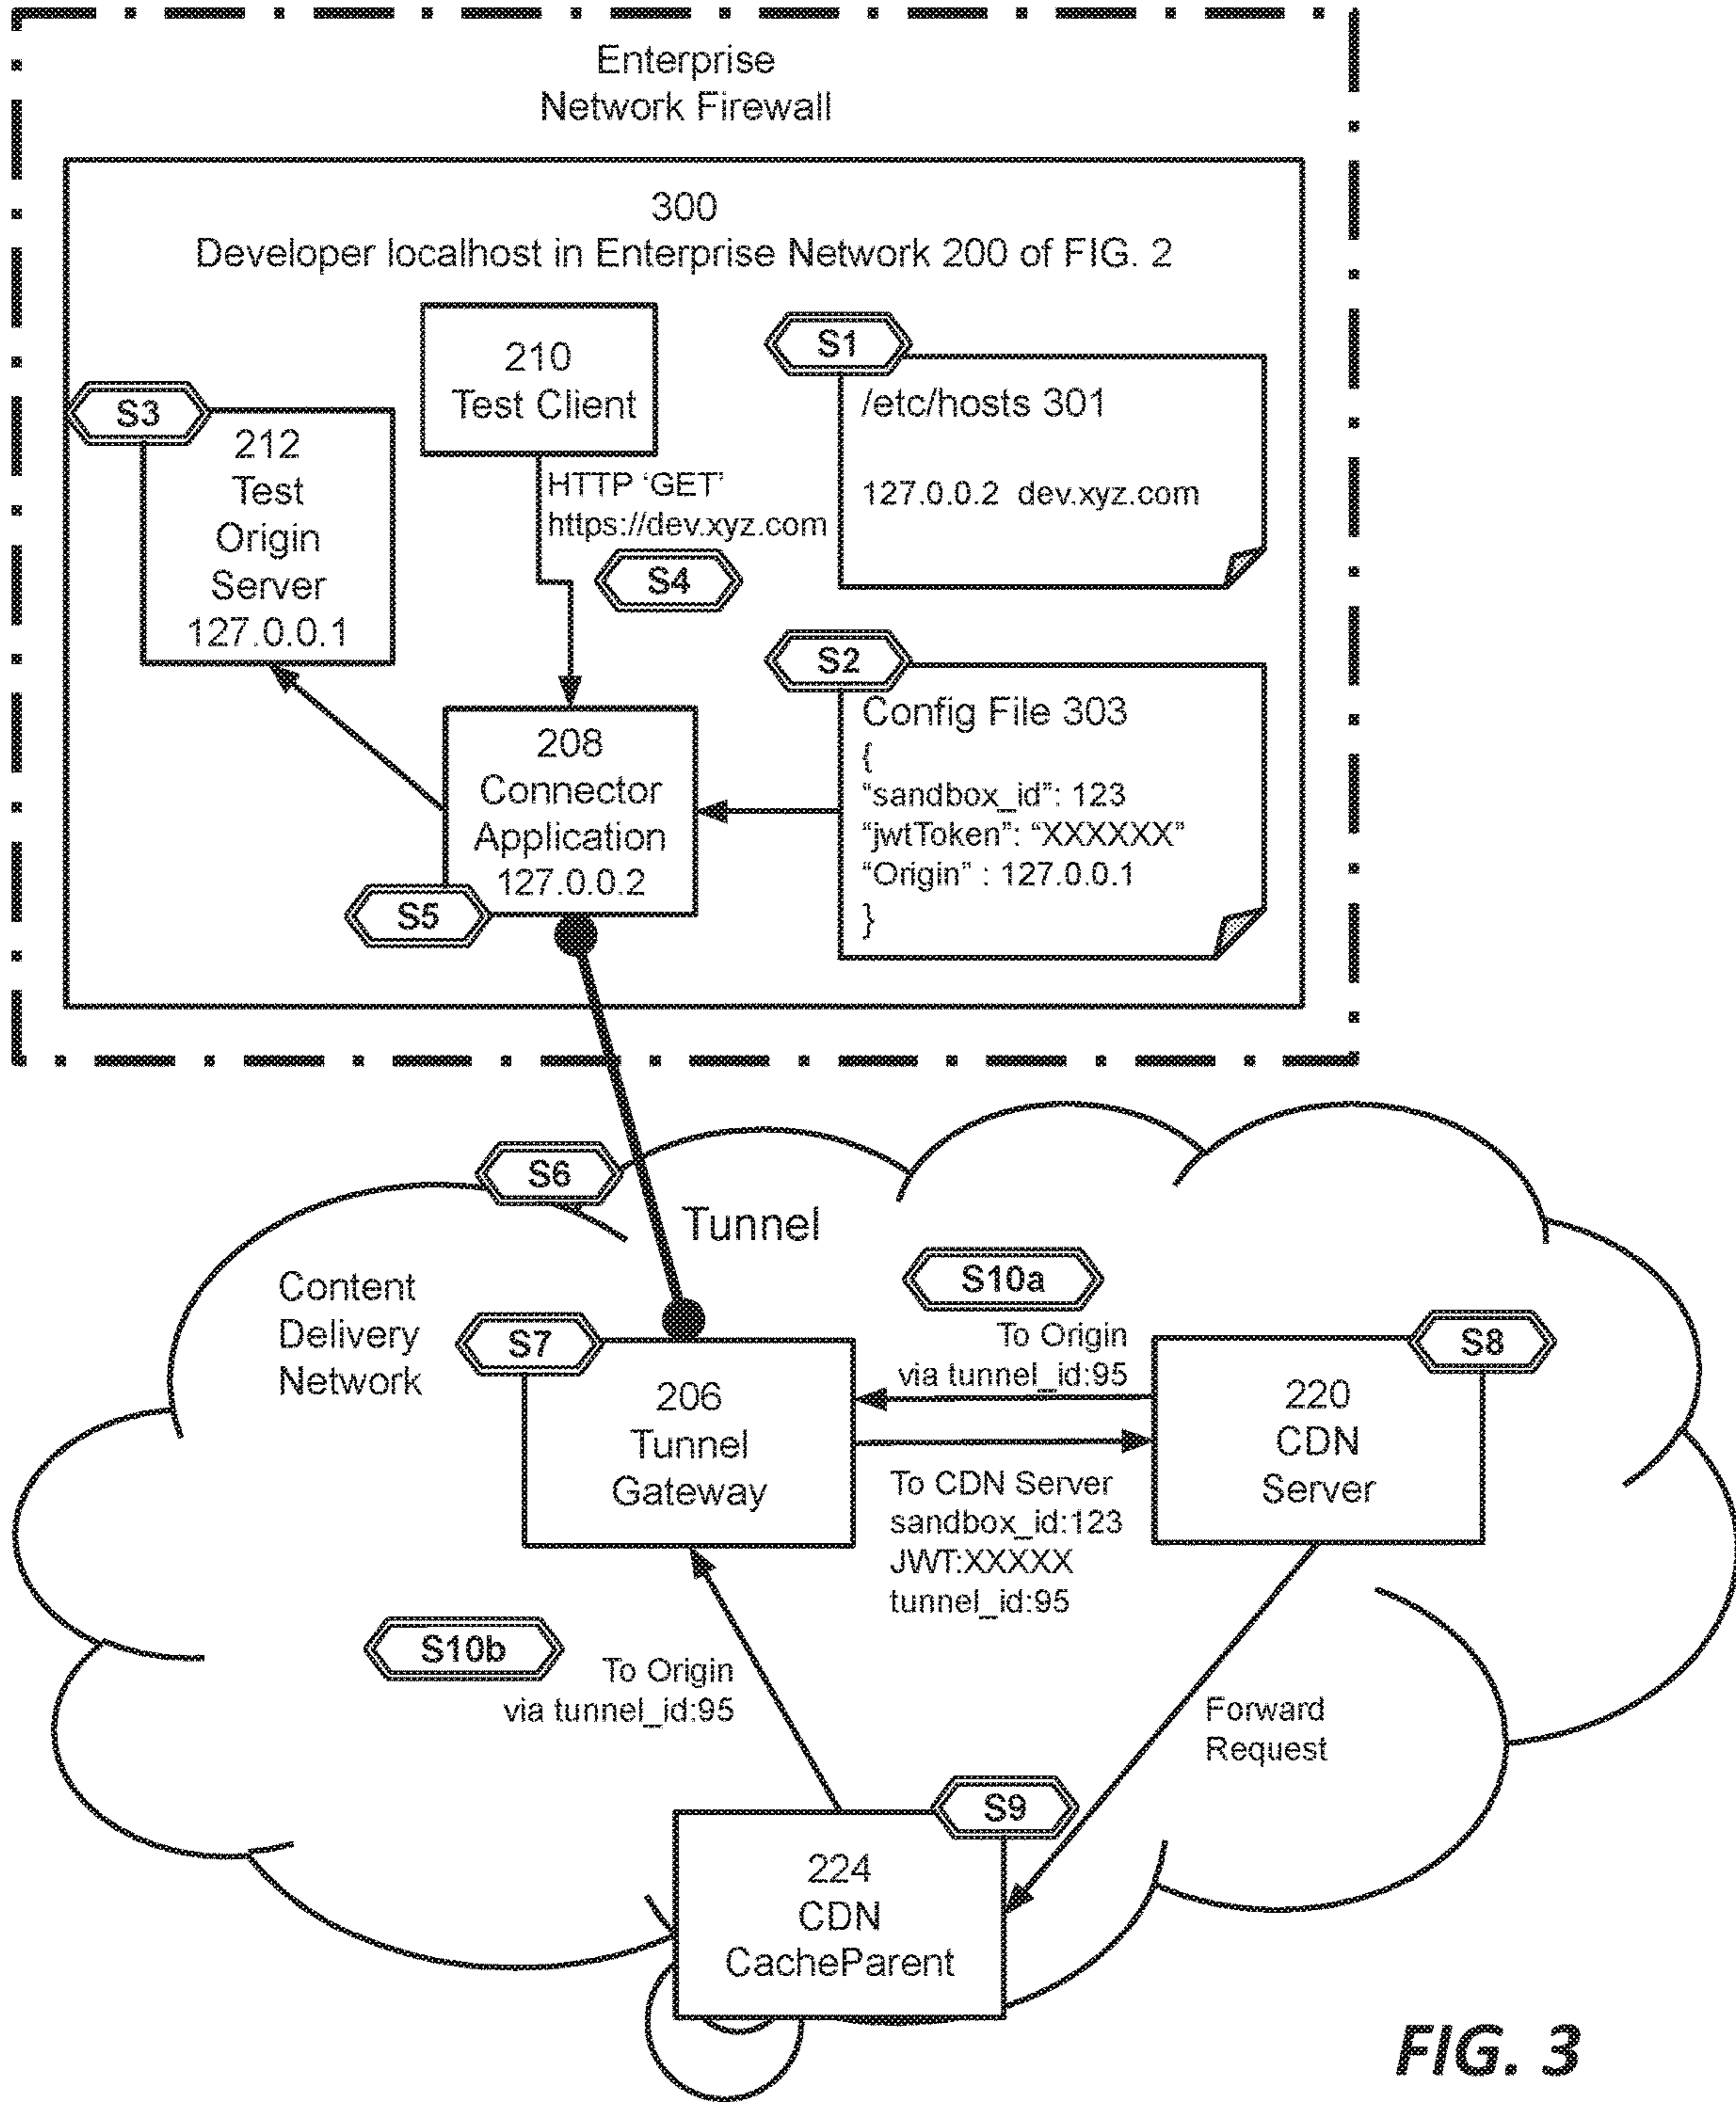 Enterprise
Network Firewall
300
Developer localhost in Enterprise Network 200 of FIG. 2
S1
/etc/hosts 301
127.0.0.2 dev.xyz.com
210
Test Client
S3
212
Test
Origin
Server
127.0.0.1
HTTP ‘GET’
https://dev.xyz.com
S4
S2
Config File 303
{
“sandbox_id”: 123
“jwtToken”: “XXXXXX”
“Origin” : 127.0.0.1
}
208
Connector
Application
127.0.0.2
S5
S6
Tunnel
Content
Delivery
Network
S10a
To Origin
via tunnel_id:95
S7
206
Tunnel
Gateway
S8
220
CDN
Server
To CDN Server
sandbox_id:123
JWT:XXXXX
tunnel_id:95
S10b
To Origin
via tunnel_id:95
Forward
Request
S9
224
CDN
CacheParent
FIG. 3